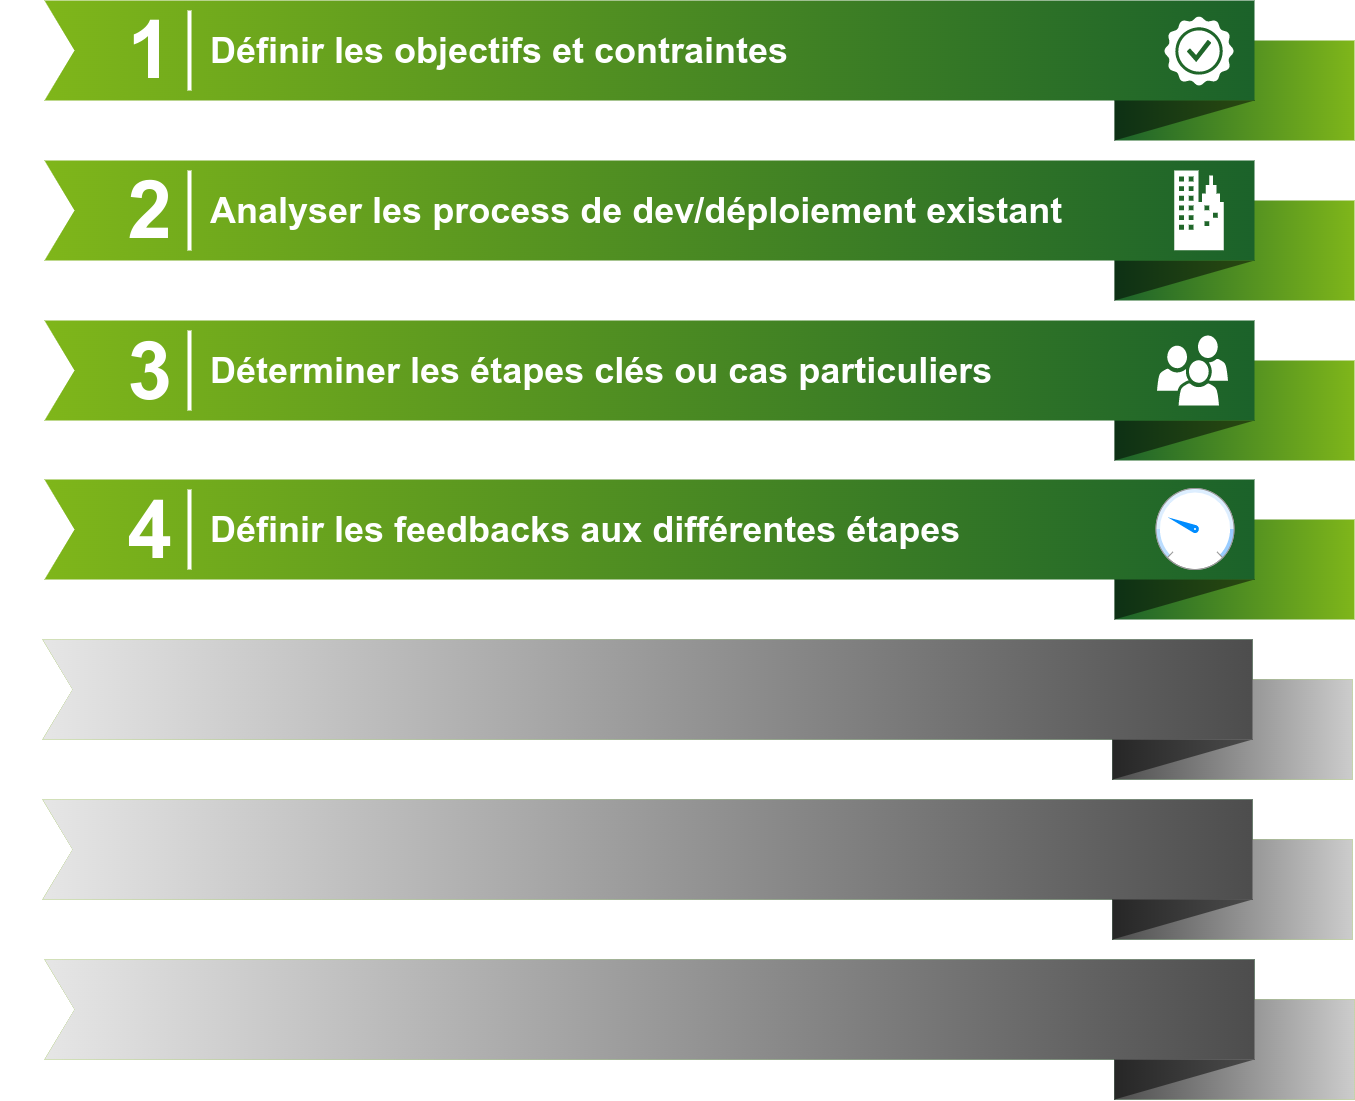 1 Définir les objectifs et contraintes
2 Analyser les process de dev/déploiement existant
3 Déterminer les étapes clés ou cas particuliers
4 Définir les feedbacks aux différentes étapes